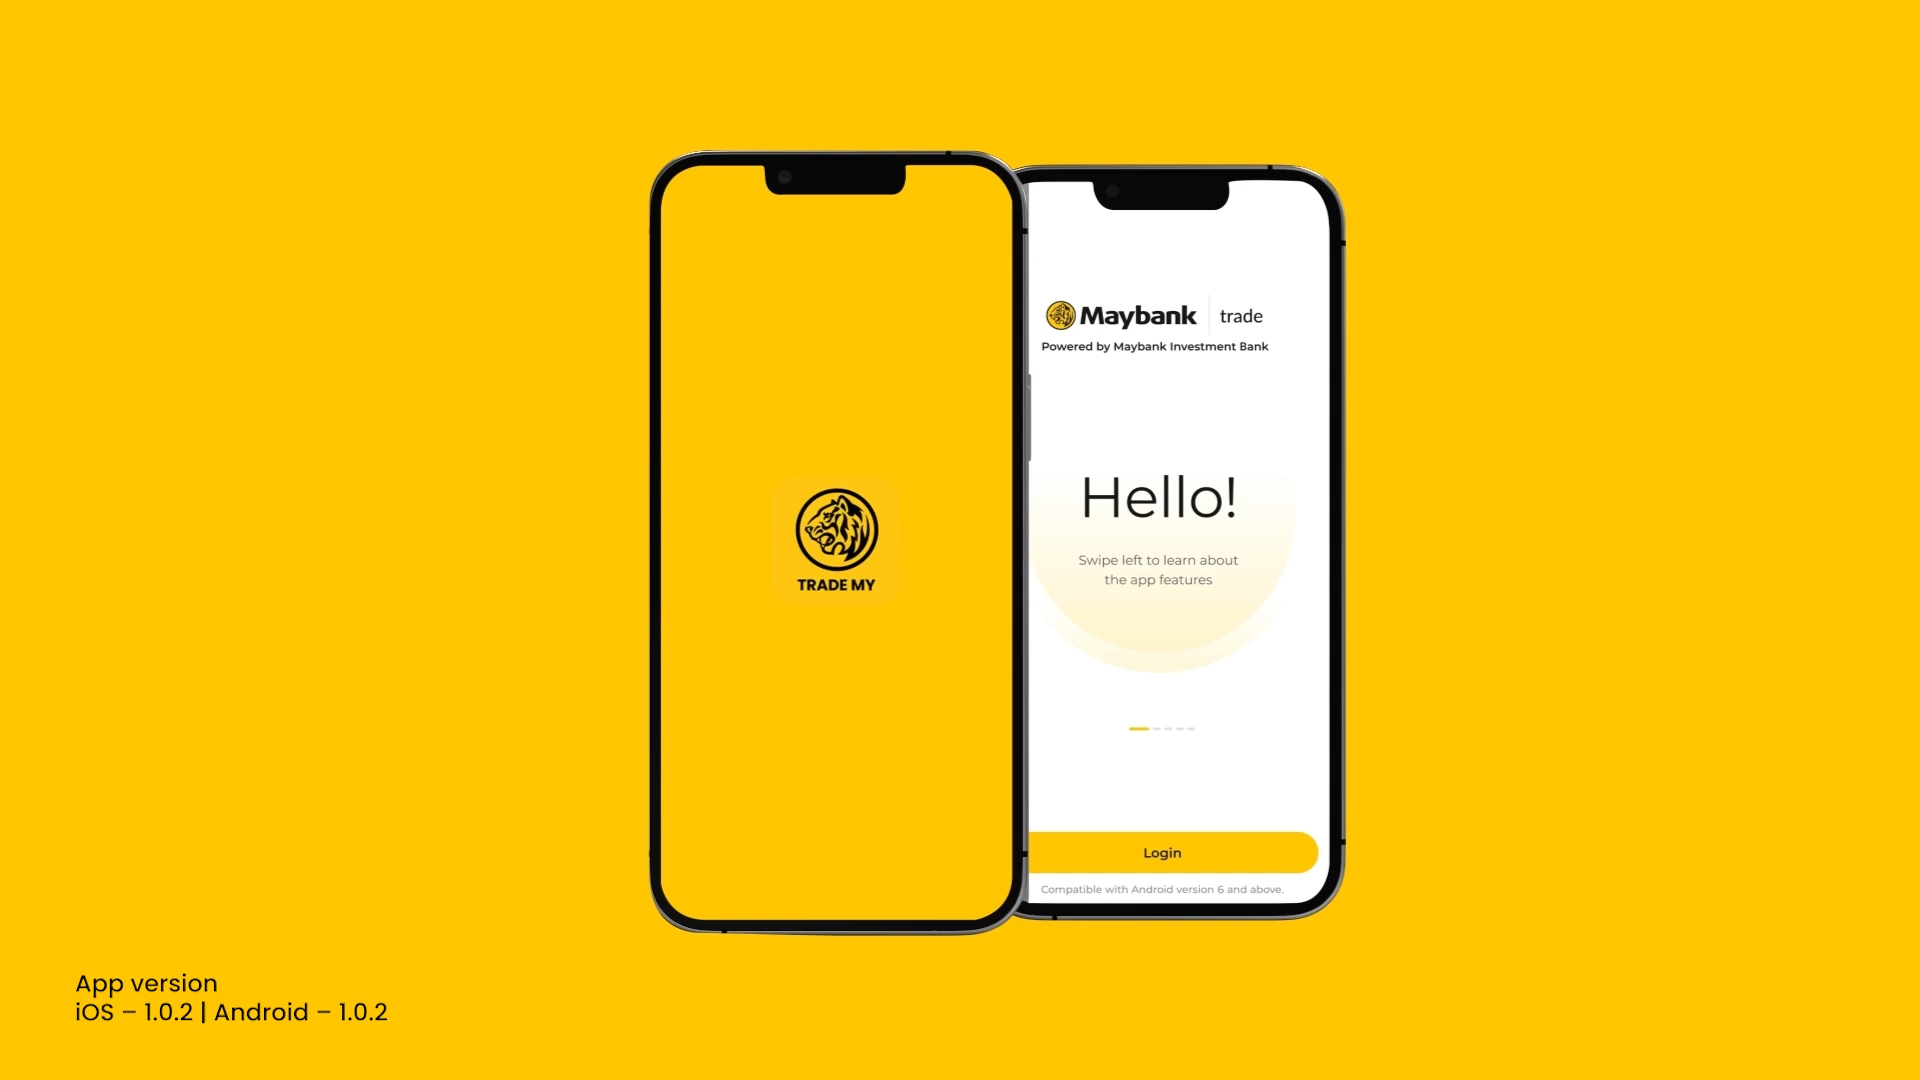 TRADE MY
Maybank trade
Powered by Maybank Investment Bank
Hello!
Swipe left to learn about
the app features
Login
Compatible with Android version 6 and above.
App version
iOS – 1.0.2 | Android – 1.0.2